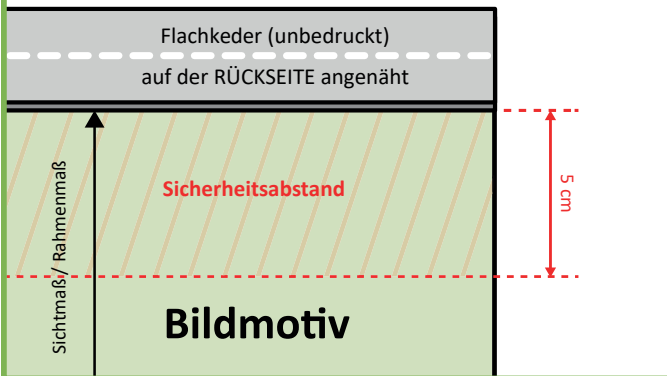 Flachkeder (unbedruckt)
auf der RÜCKSEITE angenäht
Sicherheitsabstand
5 cm
Sichtmaß / Rahmenmaß
Bildmotiv